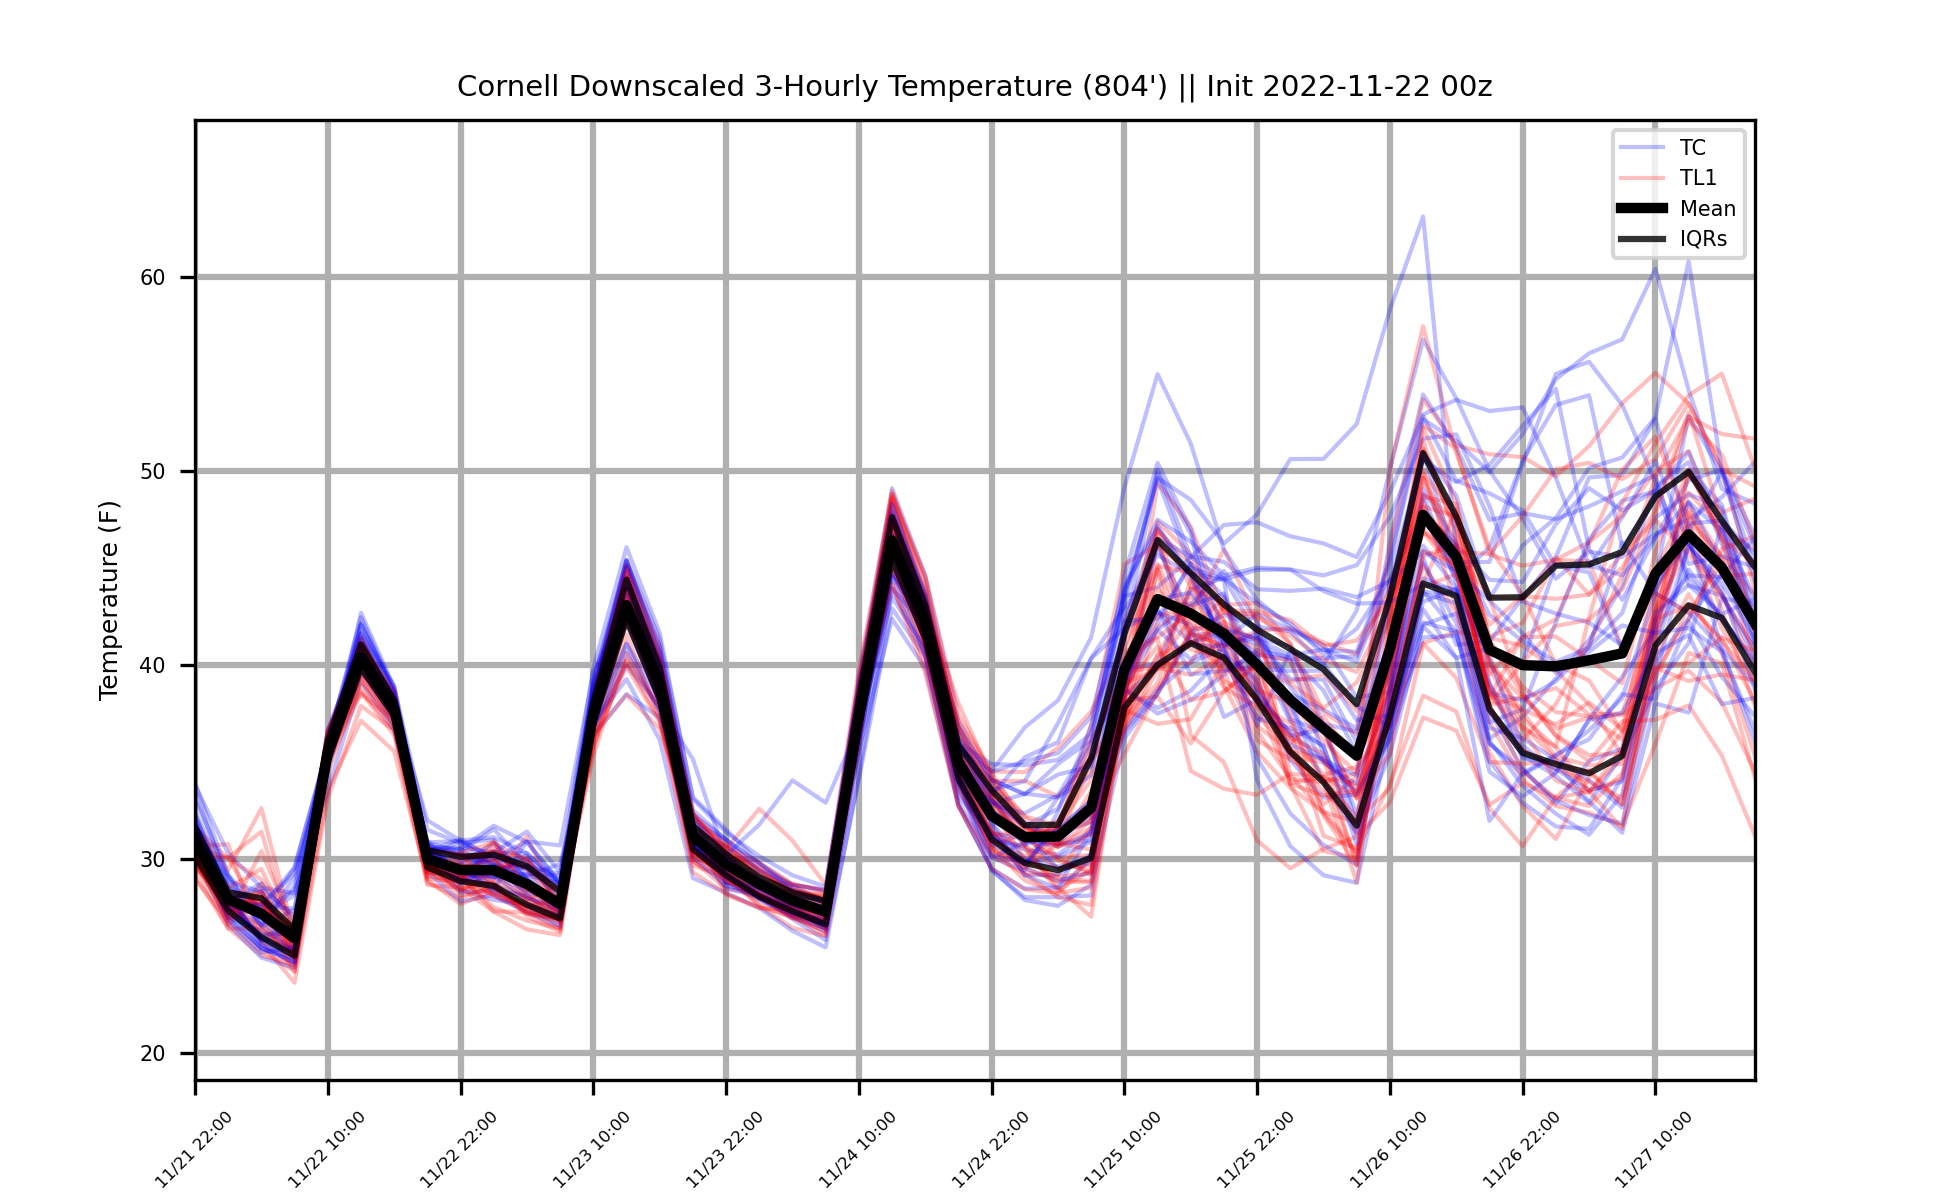 Cornell Downscaled 3-Hourly Temperature (804') || Init 2022-11-22 00z
TC
TL1
Mean
IQRs
Temperature (F)
60
50
40
30
20
11/21 22:00
11/22 10:00
11/22 22:00
11/23 10:00
11/23 22:00
11/24 10:00
11/24 22:00
11/25 10:00
11/25 22:00
11/26 10:00
11/26 22:00
11/27 10:00